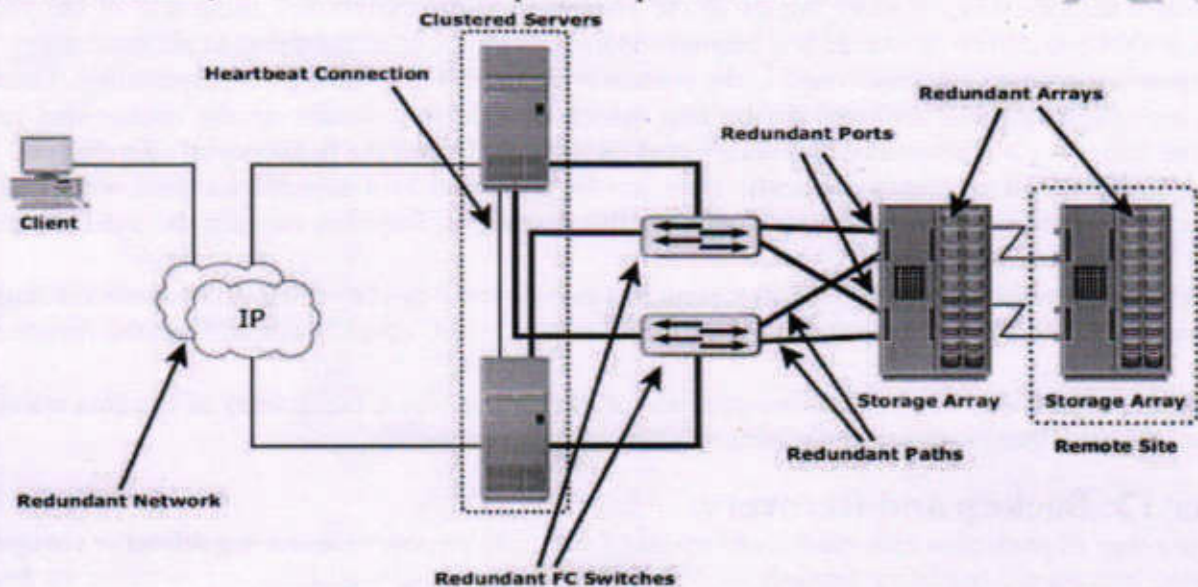 Clustered Servers
Heartbeat Connection
Redundant Arrays
Redundant Ports
Client
IP
Storage Array
Storage Array
Remote Site
Redundant Paths
Redundant Network
Redundant FC Switches